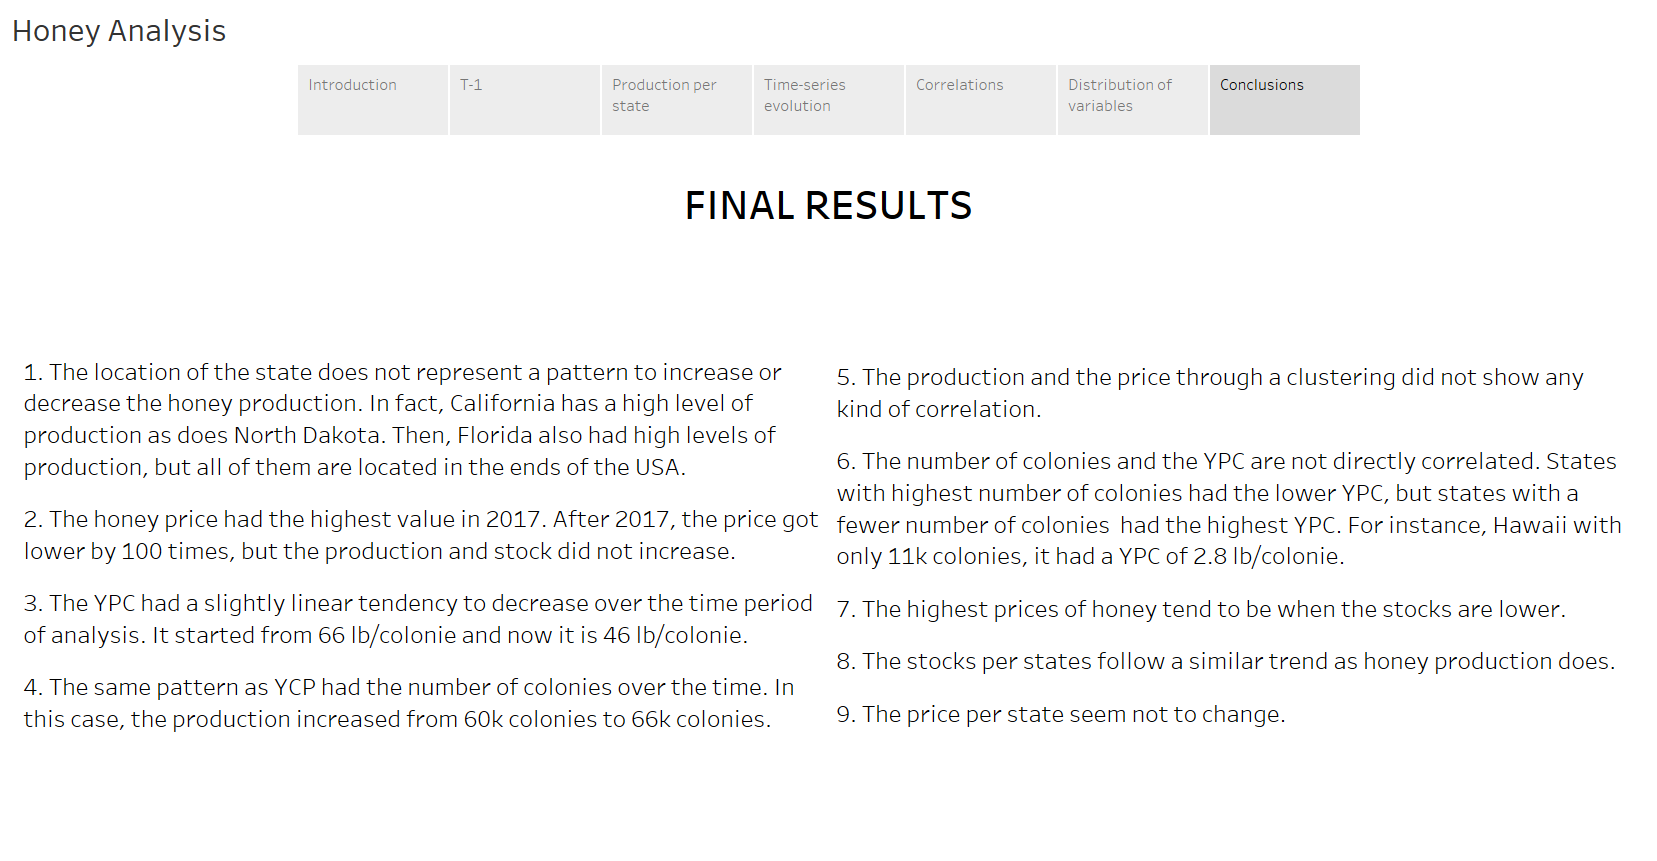 Honey Analysis
Introduction
T-1
Production per
state
Time-series
evolution
Correlations
Distribution of
variables
Conclusions
FINAL RESULTS
1. The location of the state does not represent a pattern to increase or
decrease the honey production. In fact, California has a high level of
production as does North Dakota. Then, Florida also had high levels of
production, but all of them are located in the ends of the USA.
2. The honey price had the highest value in 2017. After 2017, the price got
lower by 100 times, but the production and stock did not increase.
3. The YPC had a slightly linear tendency to decrease over the time period
of analysis. It started from 66 lb/colonie and now it is 46 lb/colonie.
4. The same pattern as YCP had the number of colonies over the time. In
this case, the production increased from 60k colonies to 66k colonies.
5. The production and the price through a clustering did not show any
kind of correlation.
6. The number of colonies and the YPC are not directly correlated. States
with highest number of colonies had the lower YPC, but states with a
fewer number of colonies  had the highest YPC. For instance, Hawaii with
only 11k colonies, it had a YPC of 2.8 lb/colonie.
7. The highest prices of honey tend to be when the stocks are lower.
8. The stocks per states follow a similar trend as honey production does.
9. The price per state seem not to change.